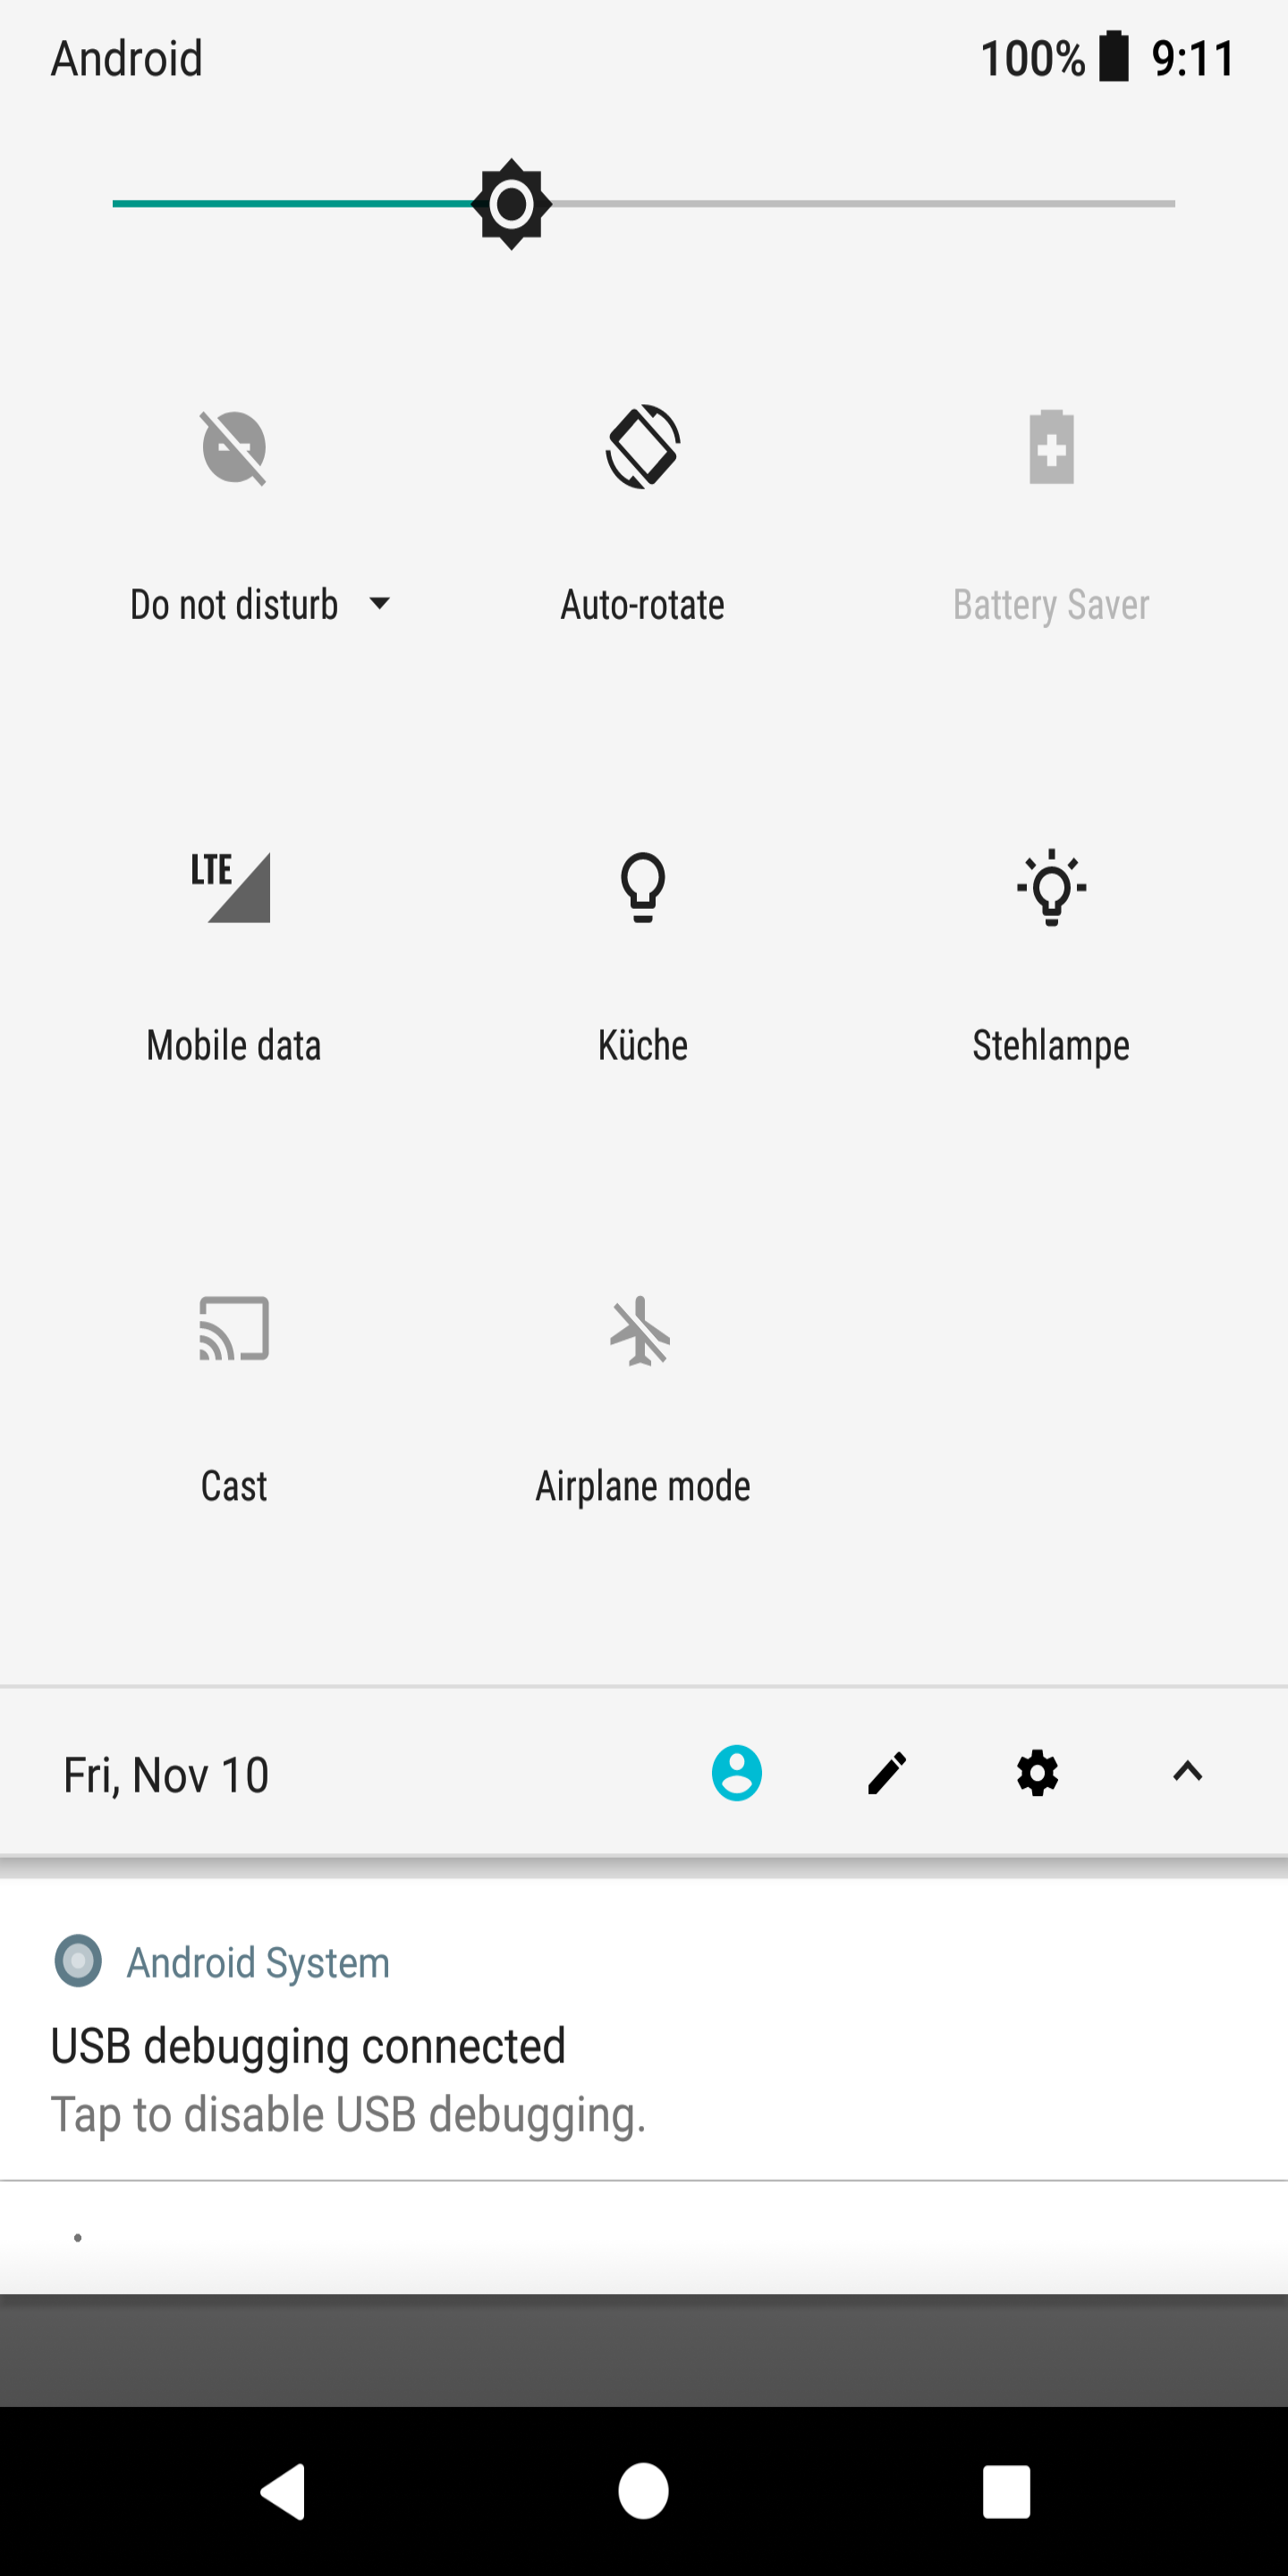 Android 100% 9:11
Do not disturb Auto-rotate Battery Saver
LTE
Mobile data Küche Stehlampe
Cast Airplane mode
Fri, Nov 10
Android System
USB debugging connected
Tap to disable USB debugging.